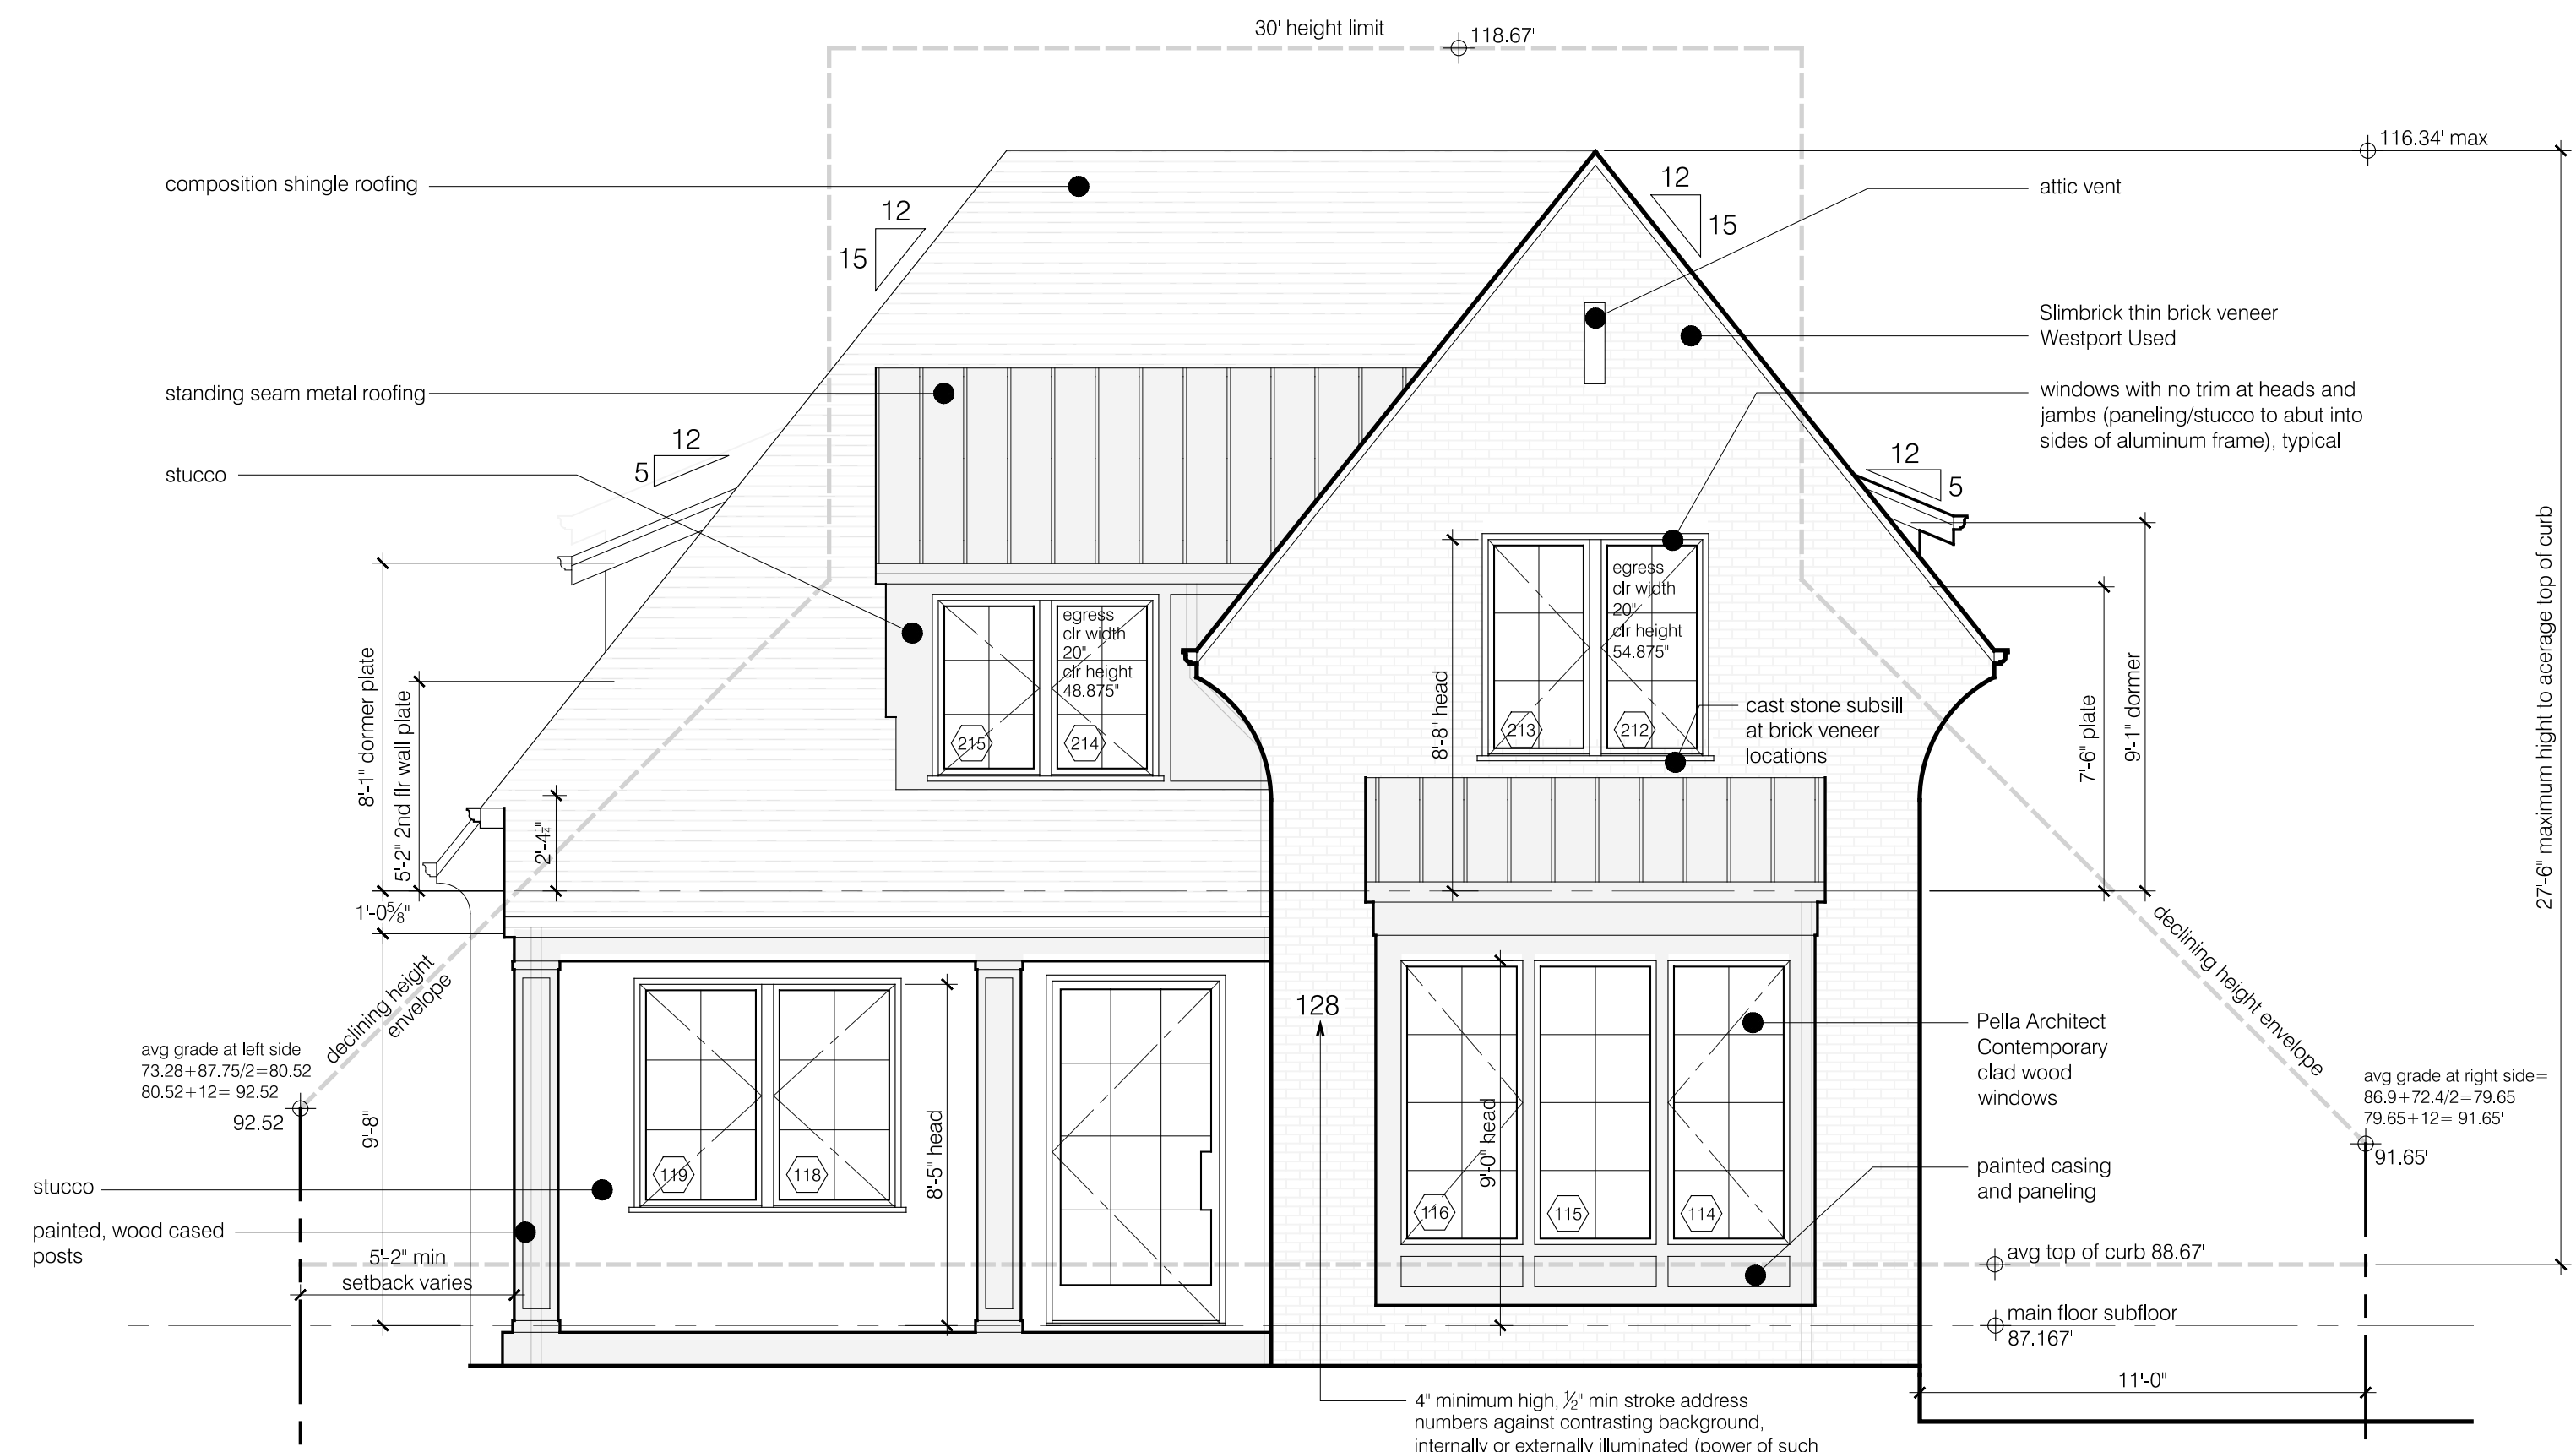 30' height limit
118.67'
116.34' max
composition shingle roofing
12
15
12
15
attic vent
Slimbrick thin brick veneer
Westport Used
standing seam metal roofing
windows with no trim at heads and
jambs (paneling/stucco to abut into
sides of aluminum frame), typical
12
5
12
5
stucco
27'-6" maximum hight to acerage top of curb
egress
clr width
20"
clr height
54.875"
egress
clr width
20"
clr height
48.875"
8'-1" dormer plate
5'-2" 2nd flr wall plate
8'-8" head
7'-6" plate
9'-1" dormer
cast stone subsill
at brick veneer
locations
215
214
213
212
2'-4¼"
1'-0⅝"
declining height
envelope
declining height envelope
128
Pella Architect
Contemporary
clad wood
windows
avg grade at left side
73.28+87.75/2=80.52
80.52+12= 92.52'
92.52'
avg grade at right side=
86.9+72.4/2=79.65
79.65+12= 91.65'
91.65'
9'-8"
8'-5" head
9'-0" head
119
118
116
115
114
painted casing
and paneling
stucco
painted, wood cased
posts
5'-2" min
setback varies
avg top of curb 88.67'
main floor subfloor
87.167'
11'-0"
4" minimum high, ½" min stroke address
numbers against contrasting background,
internally or externally illuminated (power of such